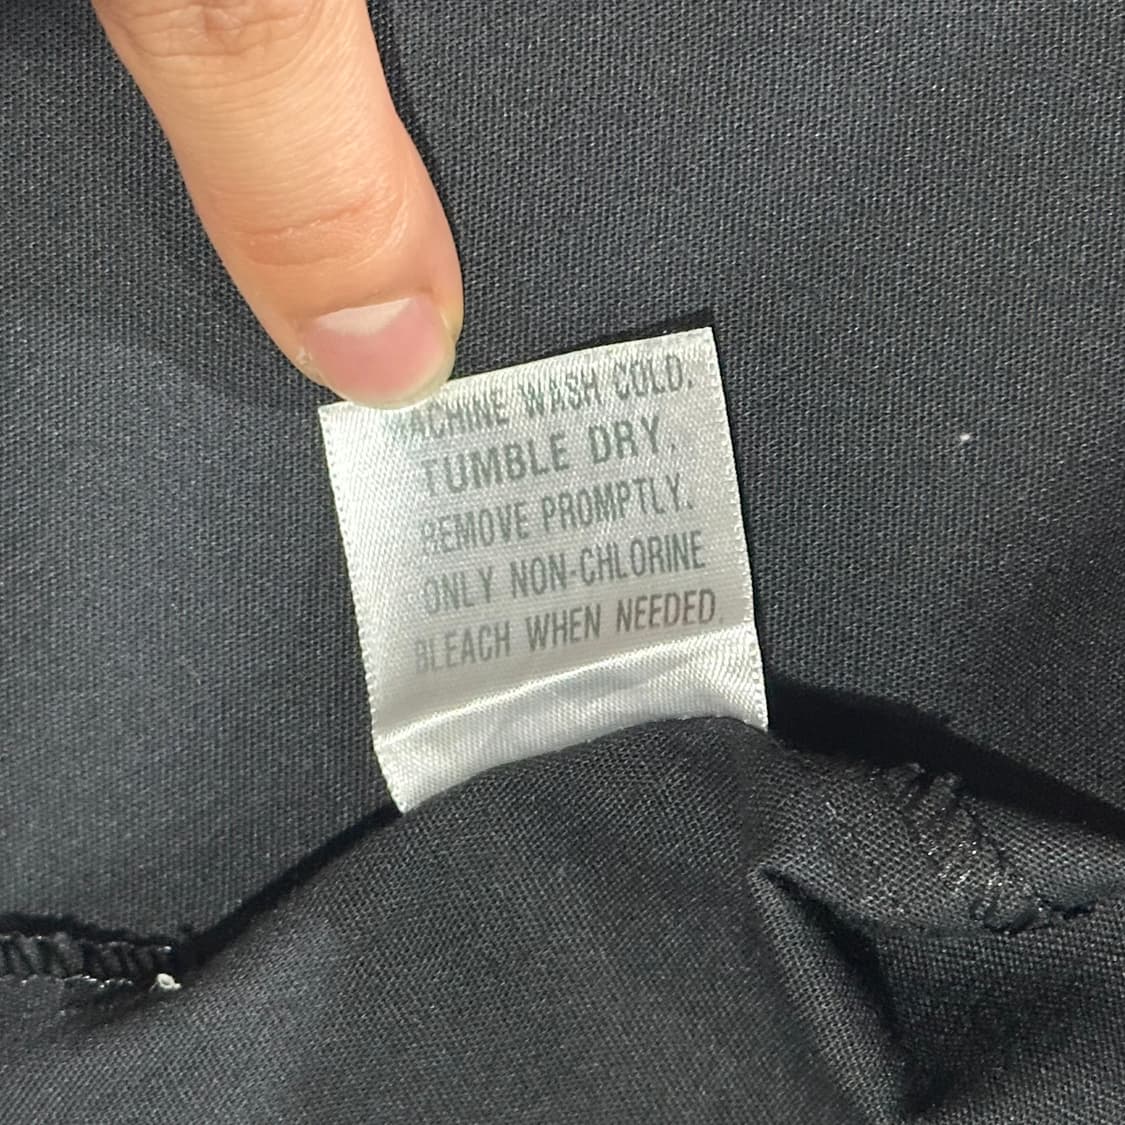 MACHINE WASH COLD.
TUMBLE DRY.
REMOVE PROMPTLY.
ONLY NON-CHLORINE
BLEACH WHEN NEEDED.